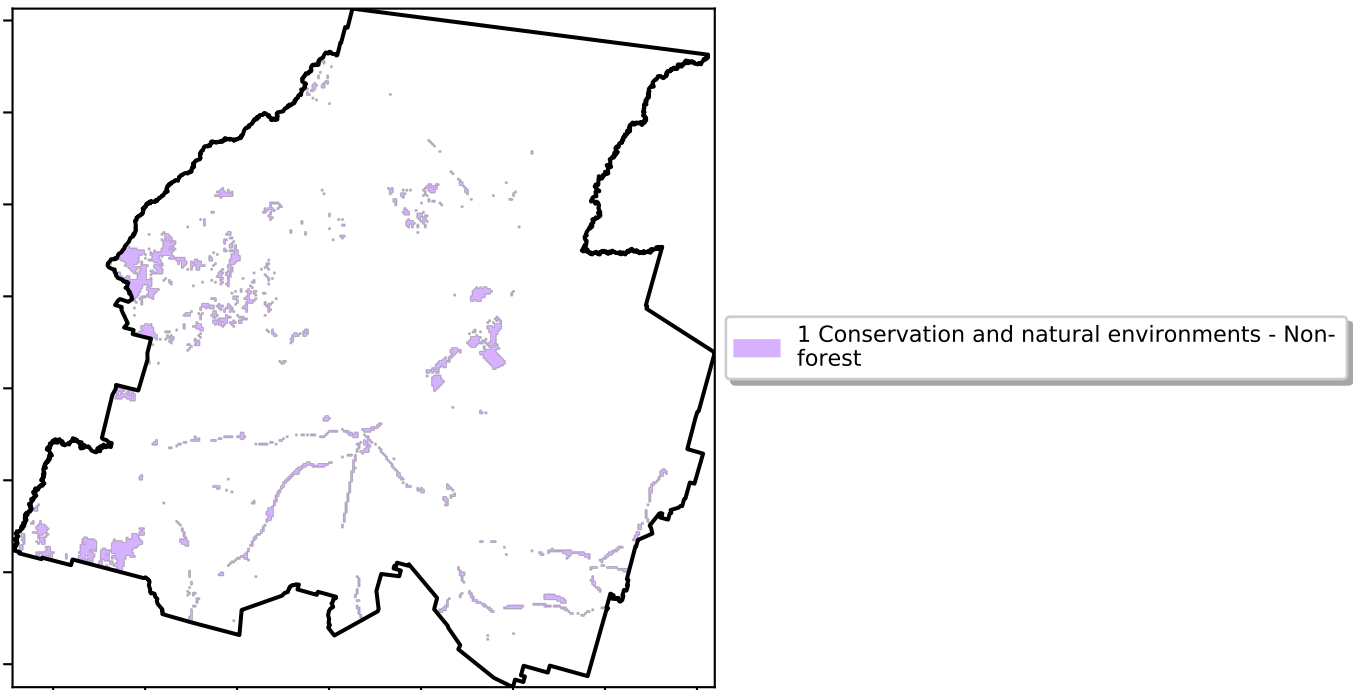 1 Conservation and natural environments - Non-
forest